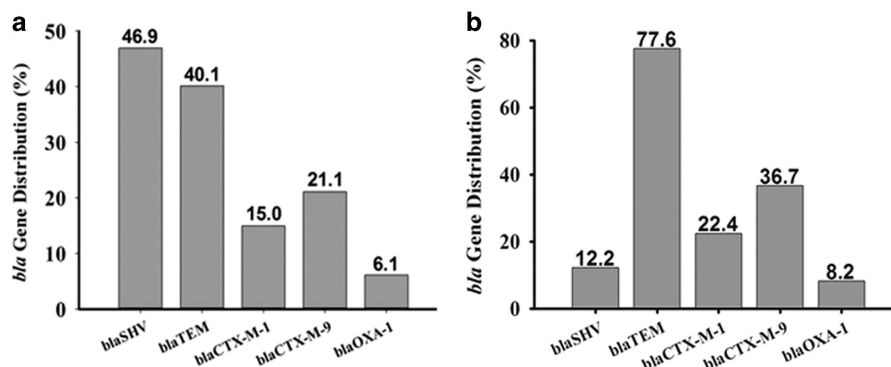 a
bla Gene Distribution (%)
50
40
30
20
10
0
46.9
40.1
15.0
21.1
6.1
blaSHV
blaTEM
blaCTX-M-1
blaCTX-M-9
blaOXA-1
b
bla Gene Distribution (%)
80
60
40
20
0
12.2
77.6
22.4
36.7
8.2
blaSHV
blaTEM
blaCTX-M-1
blaCTX-M-9
blaOXA-1